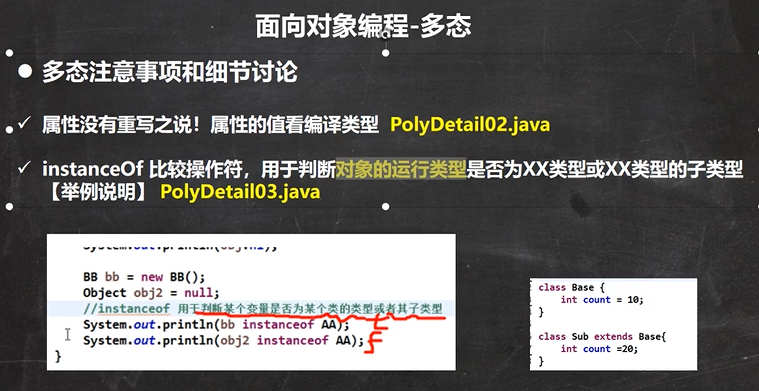 面向对象编程-多态
多态注意事项和细节讨论
属性没有重写之说！属性的值看编译类型 PolyDetail02.java
instanceOf 比较操作符，用于判断对象的运行类型是否为XX类型或XX类型的子类型
【举例说明】 PolyDetail03.java
BB bb = new BB();
Object obj2 = null;
//instanceof 用于判断某个变量是否为某个类的类型或者其子类型
System.out.println(bb instanceof AA);
System.out.println(obj2 instanceof AA);
}
class Base {
int count = 10;
}
class Sub extends Base{
int count =20;
}